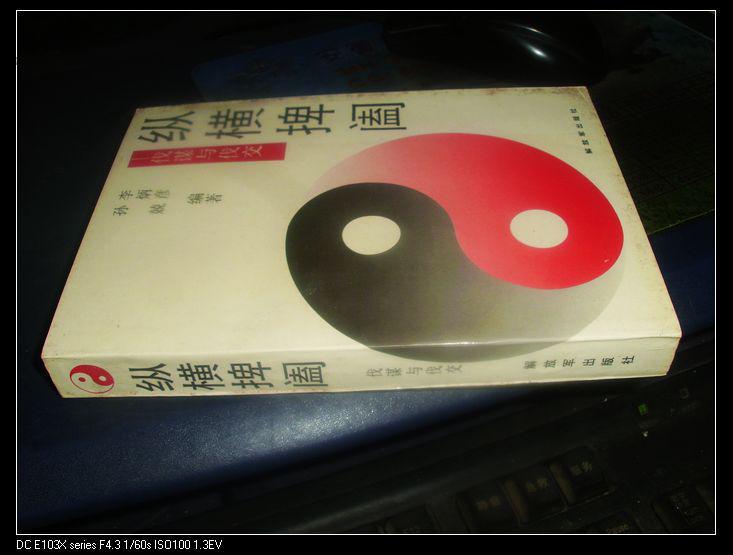 纵横捭阖
—伐谋与伐交
李炳彦
孙 兢
编著
解放军出版社
纵横捭阖
伐谋与伐交
解放军出版社
DC E103X series F4.3 1/60s ISO100 1.3EV